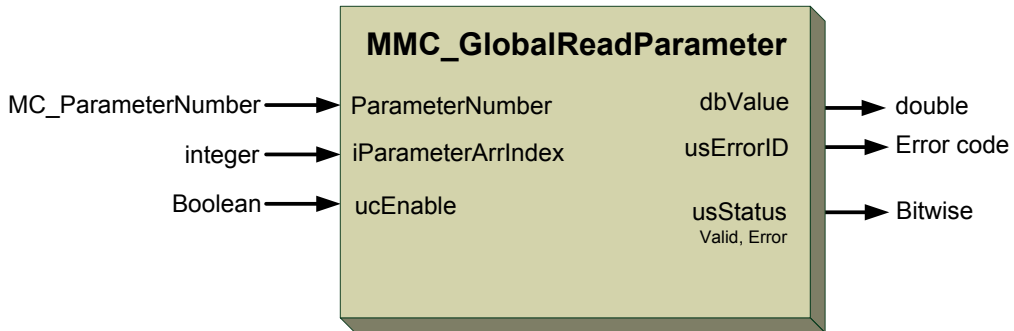 MMC_GlobalReadParameter
MC_ParameterNumber ParameterNumber dbValue double
integer iParameterArrIndex usErrorID Error code
Boolean ucEnable usStatus Bitwise
Valid, Error